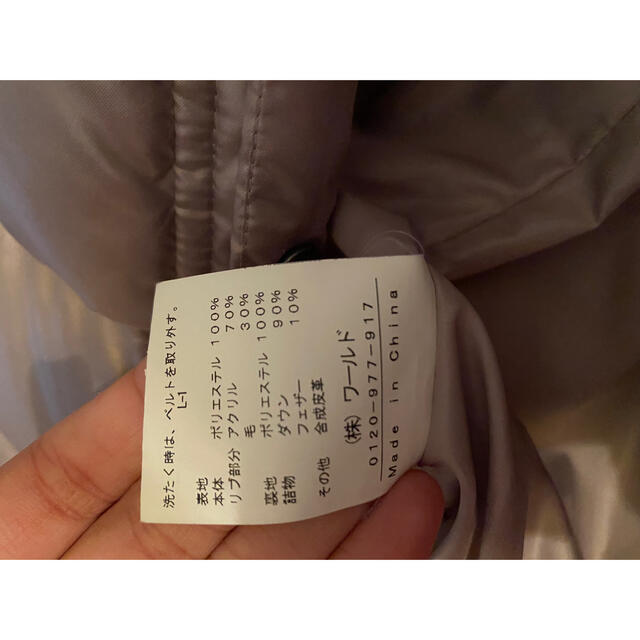 洗たく時は、ベルトを取り外す。
L-1
表地
本体 ポリエステル 100%
リブ部分 アクリル 70%
毛 30%
裏地 ポリエステル 100%
詰物 ダウン 90%
フェザー 10%
その他 合成皮革
(株) ワールド
0120-977-917
Made in China